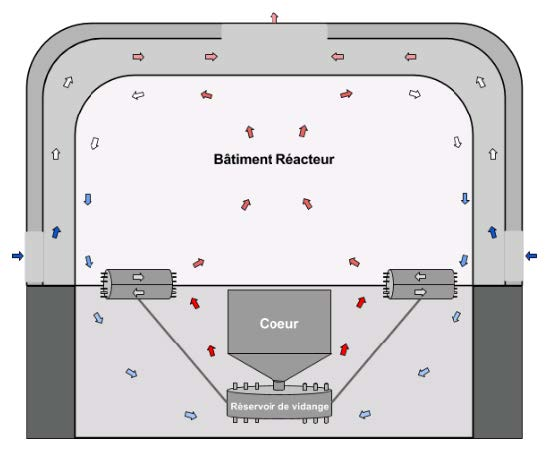 Bâtiment Réacteur
Coeur
Réservoir de vidange